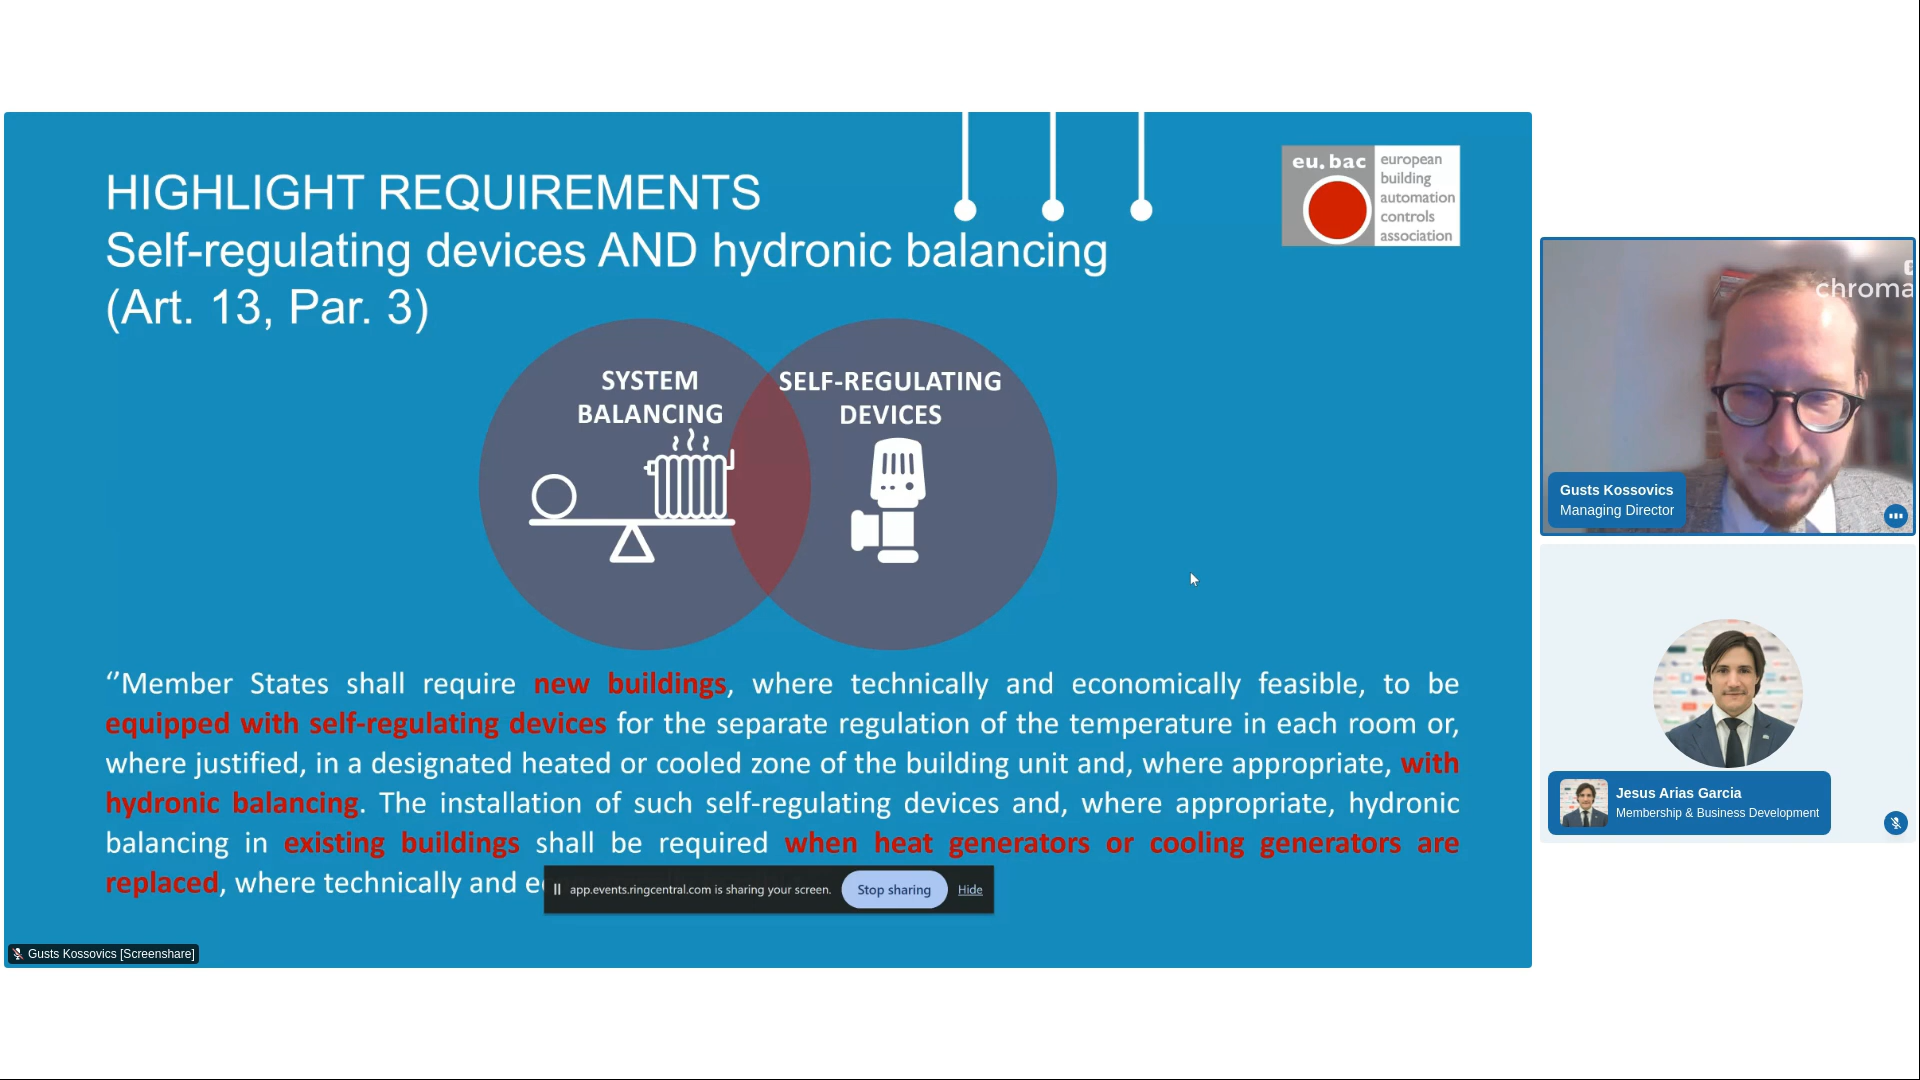 HIGHLIGHT REQUIREMENTS
Self-regulating devices AND hydronic balancing
(Art. 13, Par. 3)
eu.bac
european
building
automation
controls
association
SYSTEM
BALANCING
SELF-REGULATING
DEVICES
‘’Member States shall require new buildings, where technically and economically feasible, to be
equipped with self-regulating devices for the separate regulation of the temperature in each room or,
where justified, in a designated heated or cooled zone of the building unit and, where appropriate, with
hydronic balancing. The installation of such self-regulating devices and, where appropriate, hydronic
balancing in existing buildings shall be required when heat generators or cooling generators are
replaced, where technically and
app.events.ringcentral.com is sharing your screen.
Stop sharing
Hide
Gusts Kossovics [Screenshare]
chroma
Gusts Kossovics
Managing Director
Jesus Arias Garcia
Membership & Business Development